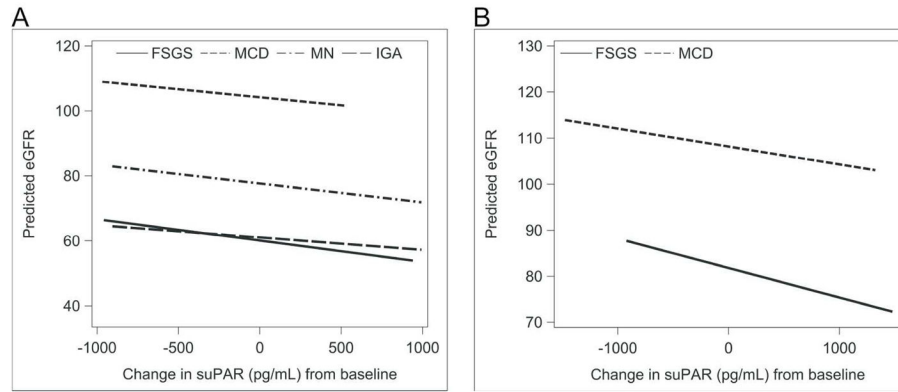 A
FSGS MCD MN IGA
120
100
80
60
40
Predicted eGFR
-1000 -500 0 500 1000
Change in suPAR (pg/mL) from baseline
B
FSGS MCD
130
120
110
100
90
80
70
Predicted eGFR
-1000 0 1000
Change in suPAR (pg/mL) from baseline